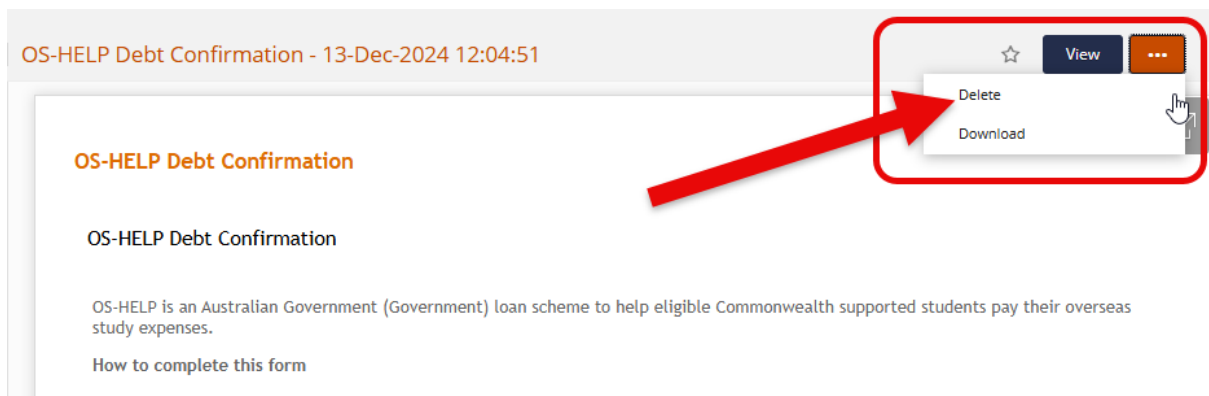 OS-HELP Debt Confirmation - 13-Dec-2024 12:04:51
View
...
Delete
Download
OS-HELP Debt Confirmation
OS-HELP Debt Confirmation
OS-HELP is an Australian Government (Government) loan scheme to help eligible Commonwealth supported students pay their overseas
study expenses.
How to complete this form